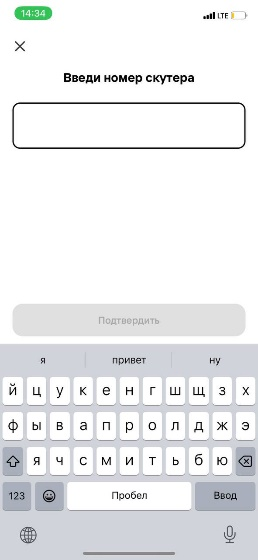 14:34
LTE
Введи номер скутера
Подтвердить
я привет ну
й ц у к е н г ш щ з х
ф ы в а п р о л д ж э
я ч с м и т ь б ю
123 Пробел Ввод